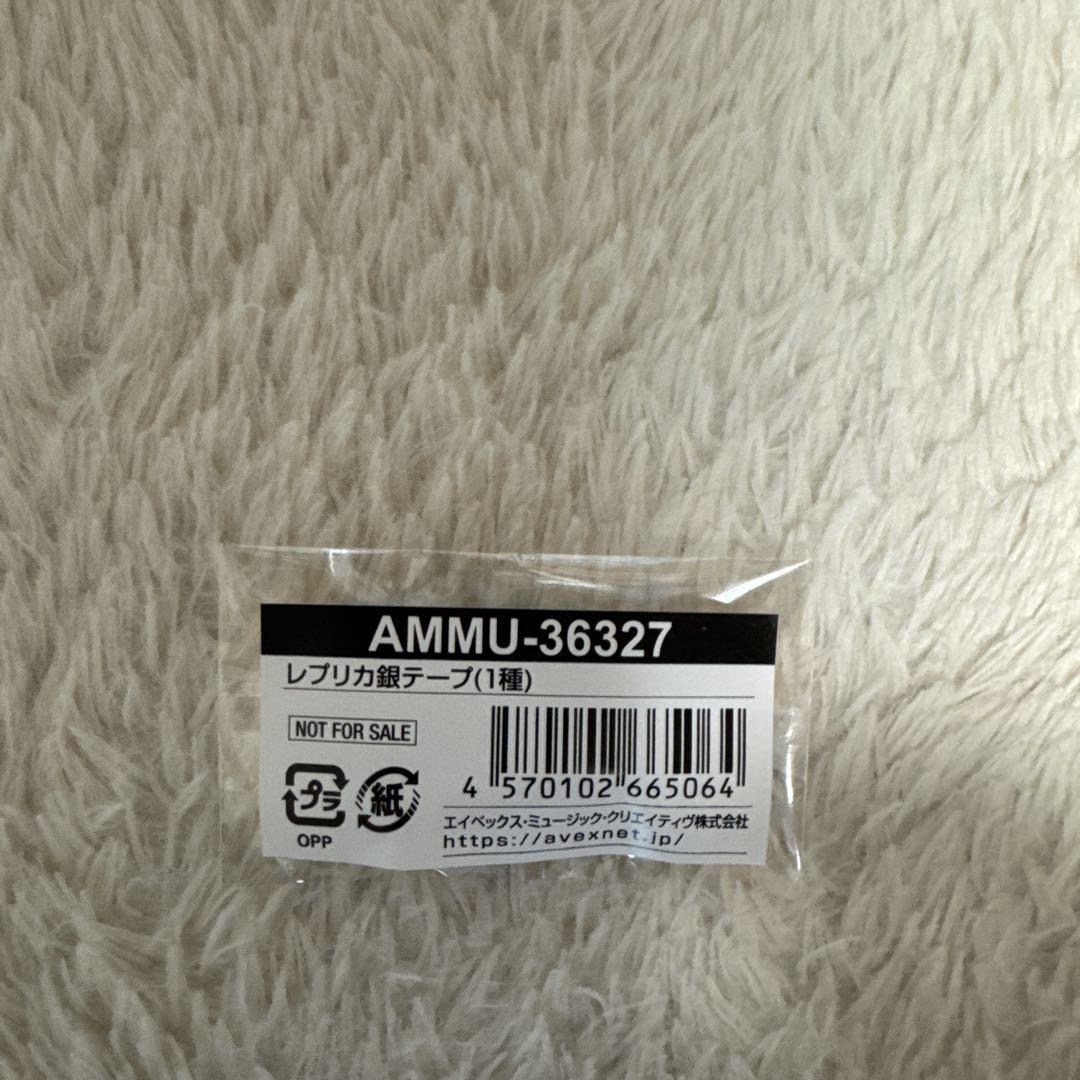 AMMU-36327
レプリカ銀テープ(1種)
NOT FOR SALE
4 570102 665064
プラ
紙
OPP
エイベックス・ミュージック・クリエイティヴ株式会社
https://avexnet.jp/